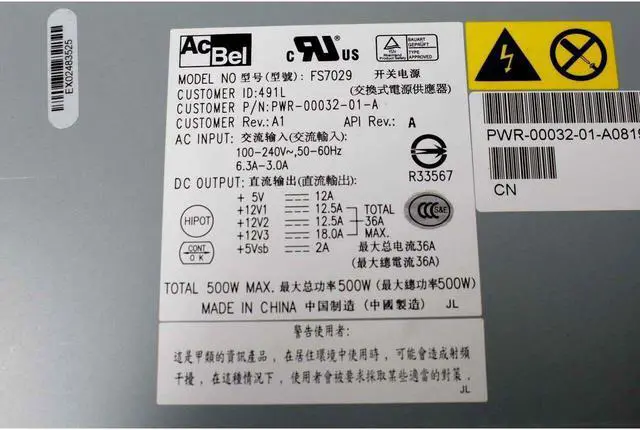 EX02483525
AcBel
c RU US
TÜV Rheinland Product Safety
BAUART GEPRÜFT
TYPE APPROVED
MODEL NO 型号(型號): FS7029 开关电源
CUSTOMER ID:491L (交換式電源供應器)
CUSTOMER P/N:PWR-00032-01-A
CUSTOMER Rev.: A1 API Rev.: A
AC INPUT: 交流输入(交流輸入):
100-240V~,50-60Hz
6.3A-3.0A
R33567
DC OUTPUT: 直流输出(直流輸出):
+ 5V 12A
+12V1 12.5A
+12V2 12.5A
+12V3 18.0A
+5Vsb 2A
TOTAL
36A
MAX.
HIPOT
CONT
OK
CCC S&E
最大总电流36A
(最大總電流36A)
TOTAL 500W MAX. 最大总功率500W (最大總功率500W)
MADE IN CHINA 中国制造 (中國製造) JL
警告使用者:
這是甲類的資訊產品，在居住環境中使用時，可能會造成射頻
干擾，在這種情況下，使用者會被要求採取某些適當的對策。
JL
PWR-00032-01-A0819
CN